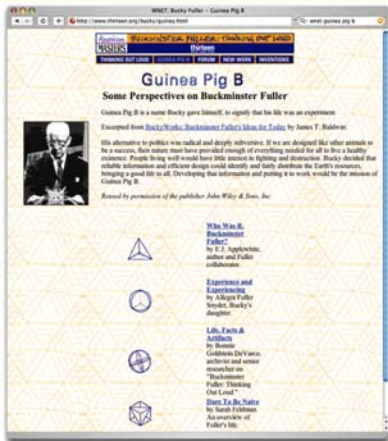 WNET: Bucky Fuller - Guinea Pig B
http://www.thirteen.org/bucky/guinea.html
wnet guinea pig b
American MASTERS
BUCKMINSTER FULLER: THINKING OUT LOUD
thirteen
THINKING OUT LOUD | GUINEA PIG B | FORUM | NEW WORK | INVENTIONS
Guinea Pig B
Some Perspectives on Buckminster Fuller
Guinea Pig B is a name Bucky gave himself, to signify that his life was an experiment.
Excerpted from BuckyWorks: Buckminster Fuller's Ideas for Today by James T. Baldwin:
His alternative to politics was radical and deeply subversive. If we are designed like other animals to
be a success, then nature must have provided enough of everything needed for all to live a healthy
existence. People living well would have little interest in fighting and destruction. Bucky decided that
reliable information and efficient design could identify and fairly distribute the Earth's resources,
bringing a good life to all. Developing that information and putting it to work would be the mission of
Guinea Pig B.
Reused by permission of the publisher John Wiley & Sons, Inc.
Who Was R.
Buckminster
Fuller?
by E.J. Applewhite,
author and Fuller
collaborator.
Experience and
Experiencing
by Allegra Fuller
Snyder, Bucky's
daughter.
Life, Facts &
Artifacts
by Bonnie
Goldstein DeVarco,
archivist and senior
researcher on
"Buckminster
Fuller: Thinking
Out Loud."
Dare To Be Naive
by Sarah Feldman.
An overview of
Fuller's life.